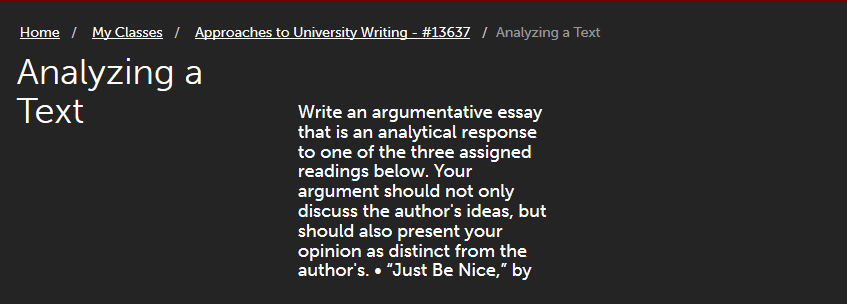 Home / My Classes / Approaches to University Writing - #13637 / Analyzing a Text
Analyzing a
Text
Write an argumentative essay
that is an analytical response
to one of the three assigned
readings below. Your
argument should not only
discuss the author's ideas, but
should also present your
opinion as distinct from the
author's. • “Just Be Nice,” by